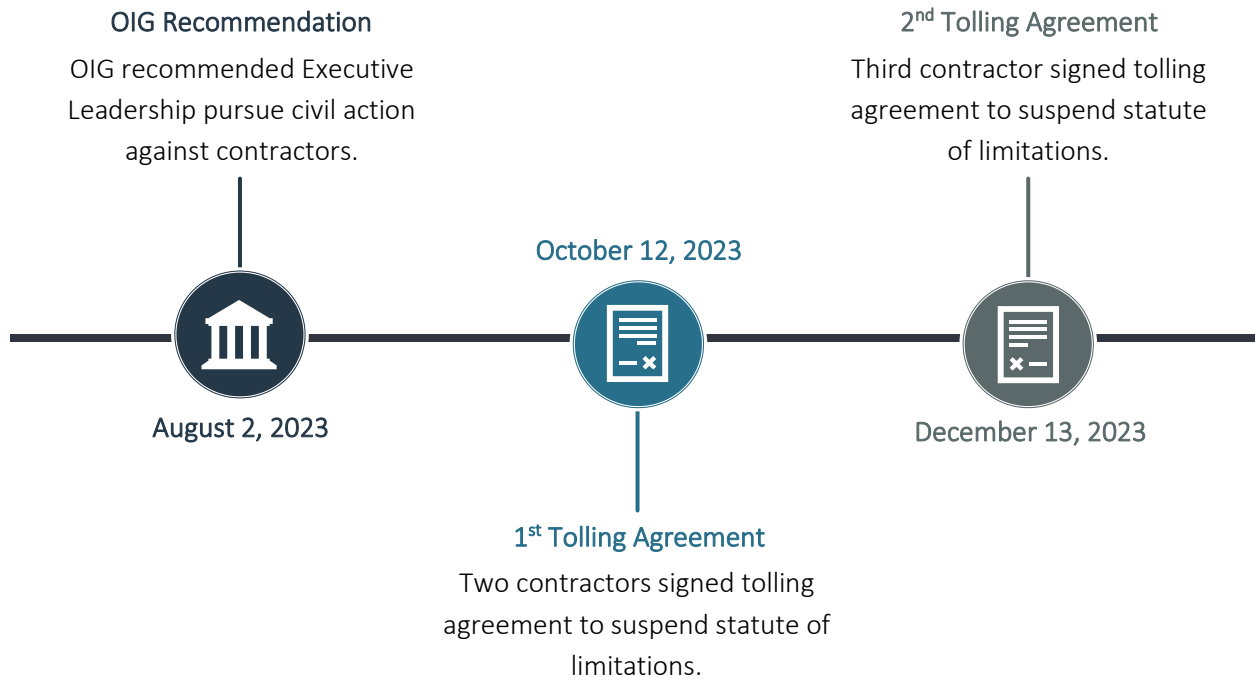 OIG Recommendation
OIG recommended Executive
Leadership pursue civil action
against contractors.
August 2, 2023
October 12, 2023
1st Tolling Agreement
Two contractors signed tolling
agreement to suspend statute of
limitations.
2nd Tolling Agreement
Third contractor signed tolling
agreement to suspend statute
of limitations.
December 13, 2023